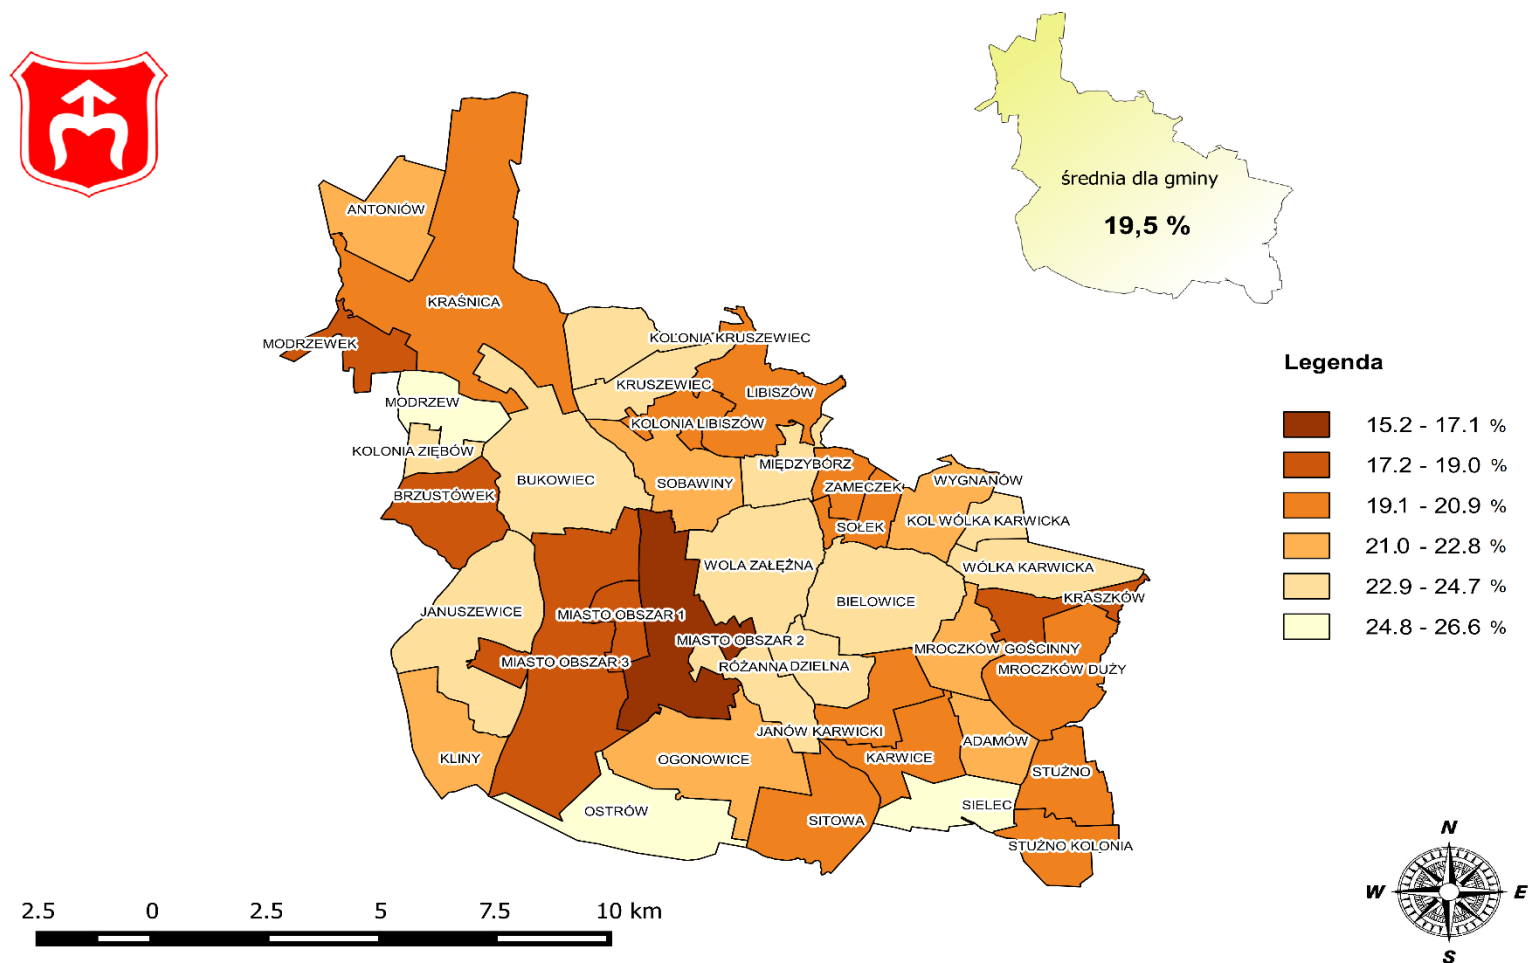 średnia dla gminy
19,5 %
ANTONIÓW
KRAŚNICA
MODRZEWEK
KOLONIA KRUSZEWIEC
KRUSZEWIEC
LIBISZÓW
MODRZEW
KOLONIA LIBISZÓW
KOLONIA ZIĘBÓW
MIĘDZYBÓRZ
BUKOWIEC
SOBAWINY
ZAMECZEK
WYGNANÓW
BRZUSTÓWEK
SOŁEK
KOL WÓLKA KARWICKA
WOLA ZAŁĘŻNA
WÓLKA KARWICKA
BIELOWICE
KRASZKÓW
JANUSZEWICE
MIASTO OBSZAR 1
MIASTO OBSZAR 2
MROCZKÓW GOŚCINNY
MIASTO OBSZAR 3
RÓŻANNA
DZIELNA
MROCZKÓW DUŻY
JANÓW KARWICKI
ADAMÓW
KLINY
OGONOWICE
KARWICE
STUŻNO
OSTRÓW
SITOWA
SIELEC
STUŻNO KOLONIA
Legenda
15.2 - 17.1 %
17.2 - 19.0 %
19.1 - 20.9 %
21.0 - 22.8 %
22.9 - 24.7 %
24.8 - 26.6 %
N
W E
S
2.5 0 2.5 5 7.5 10 km